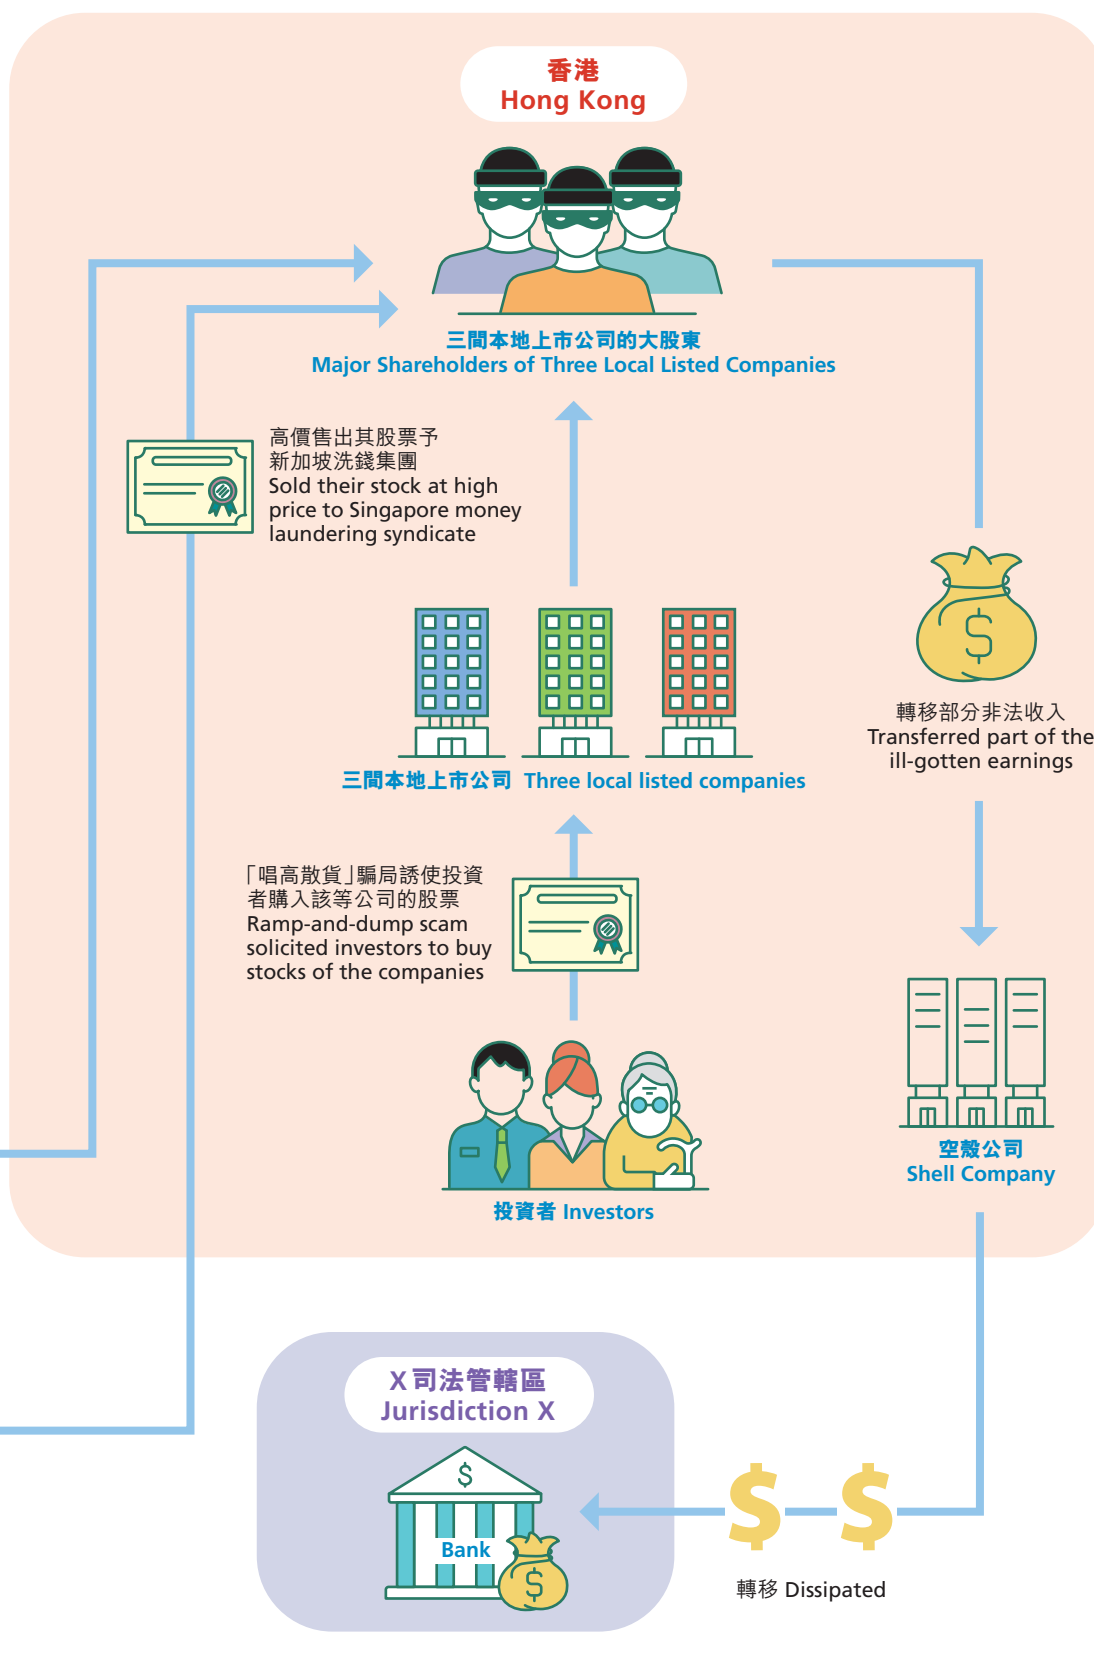 香港
Hong Kong
三間本地上市公司的大股東
Major Shareholders of Three Local Listed Companies
高價售出其股票予
新加坡洗錢集團
Sold their stock at high
price to Singapore money
laundering syndicate
$
轉移部分非法收入
Transferred part of the
ill-gotten earnings
三間本地上市公司 Three local listed companies
「唱高散貨」騙局誘使投資
者購入該等公司的股票
Ramp-and-dump scam
solicited investors to buy
stocks of the companies
空殼公司
Shell Company
投資者 Investors
X 司法管轄區
Jurisdiction X
$
Bank
$
$ $
轉移 Dissipated